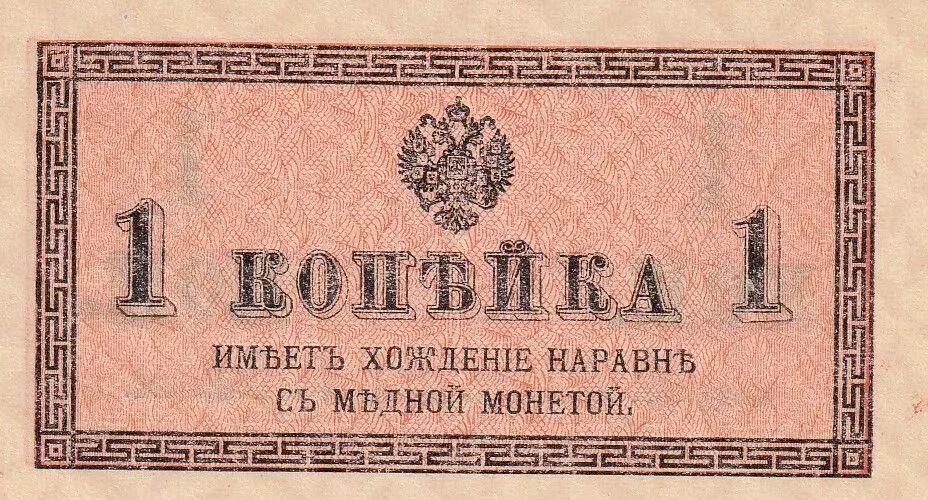 1 КОПѢЙКА 1
ИМѢЕТЪ ХОЖДЕНІЕ НАРАВНѢ
СЪ МѢДНОЙ МОНЕТОЙ.